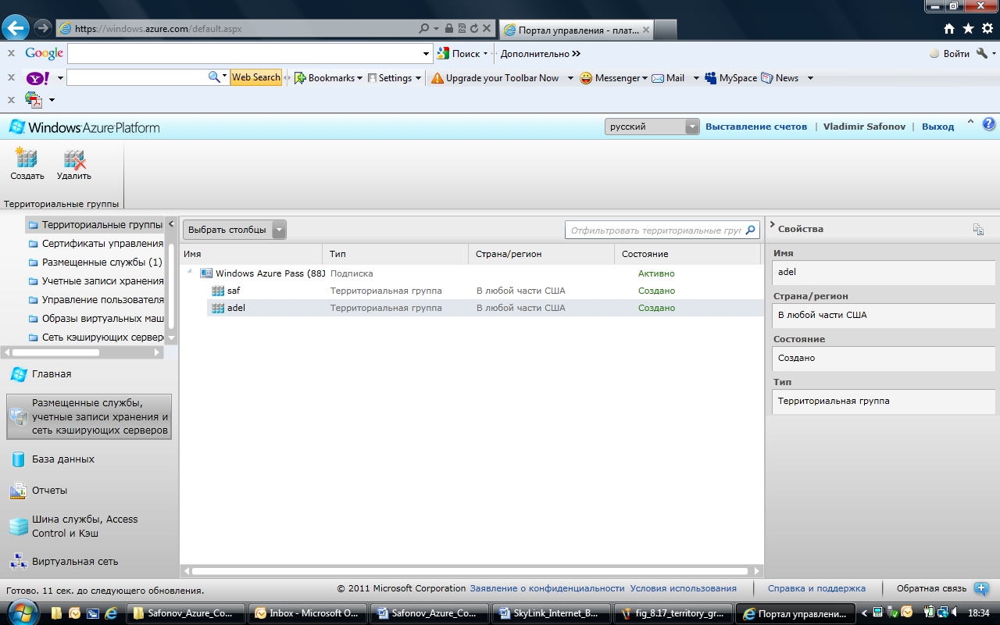 https://windows.azure.com/default.aspx
Портал управления - плат...
Google
Поиск
Дополнительно
Войти
Y!
Web Search
Bookmarks
Settings
Upgrade your Toolbar Now
Messenger
Mail
MySpace
News
Windows Azure Platform
русский
Выставление счетов | Vladimir Safonov | Выход
Создать
Удалить
Территориальные группы
Территориальные группы
Сертификаты управления
Размещенные службы (1)
Учетные записи хранения
Управление пользователя
Образы виртуальных маш
Сеть кэширующих сервер
Главная
Размещенные службы,
учетные записи хранения и
сеть кэширующих серверов
База данных
Отчеты
Шина службы, Access
Control и Кэш
Виртуальная сеть
Выбрать столбцы
Отфильтровать территориальные груг
Имя Тип Страна/регион Состояние
Windows Azure Pass (88J Подписка Активно
saf Территориальная группа В любой части США Создано
adel Территориальная группа В любой части США Создано
Свойства
Имя
adel
Страна/регион
В любой части США
Состояние
Создано
Тип
Территориальная группа
Готово. 11 сек. до следующего обновления.
© 2011 Microsoft Corporation Заявление о конфиденциальности Условия использования
Справка и поддержка
Обратная связь
Safonov_Azure_Co...
Inbox - Microsoft O...
Safonov_Azure_Co...
SkyLink_Internet_B...
fig_8.17_territory_gr...
Портал управлени...
18:34